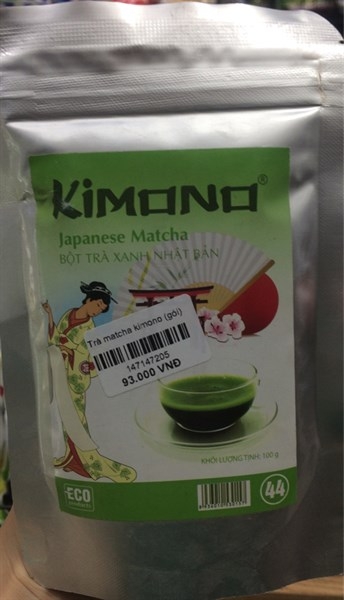 KiMONO®
Japanese Matcha
BỘT TRÀ XANH NHẬT BẢN
Trà matcha kimono (gói)
147147205
93.000 VNĐ
KHỐI LƯỢNG TỊNH: 100 g
ECO
44